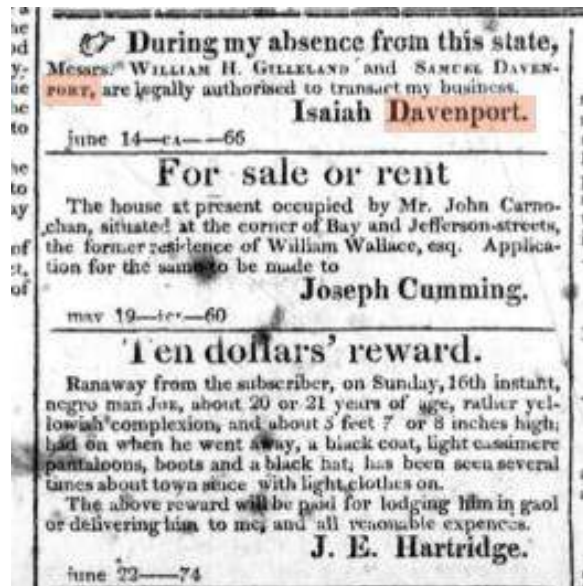 During my absence from this state,
Messrs. WILLIAM H. GILLELAND and SAMUEL DAVEN-
PORT, are legally authorised to transact my business.
Isaiah Davenport.
june 14—CA——66
For sale or rent
The house at present occupied by Mr. John Carno-
chan, situated at the corner of Bay and Jefferson-streets,
the former residence of William Wallace, esq. Applica-
tion for the same to be made to
Joseph Cumming.
may 19— —60
Ten dollars' reward.
Ranaway from the subscriber, on Sunday, 16th instant,
negro man JOE, about 20 or 21 years of age, rather yel-
lowish complexion, and about 5 feet 7 or 8 inches high;
had on when he went away, a black coat, light cassimere
pantaloons, boots and a black hat; has been seen several
times about town since with light clothes on.
The above reward will be paid for lodging him in gaol
or delivering him to me, and all reasonable expences.
J. E. Hartridge.
june 22——74